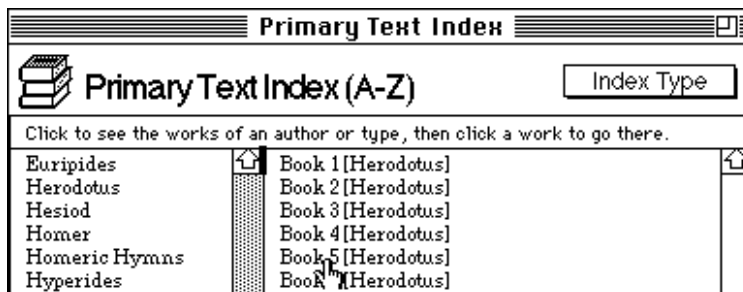 Primary Text Index
Primary Text Index (A-Z)
Index Type
Click to see the works of an author or type, then click a work to go there.
Euripides
Herodotus
Hesiod
Homer
Homeric Hymns
Hyperides
Book 1 [Herodotus]
Book 2 [Herodotus]
Book 3 [Herodotus]
Book 4 [Herodotus]
Book 5 [Herodotus]
Book [Herodotus]